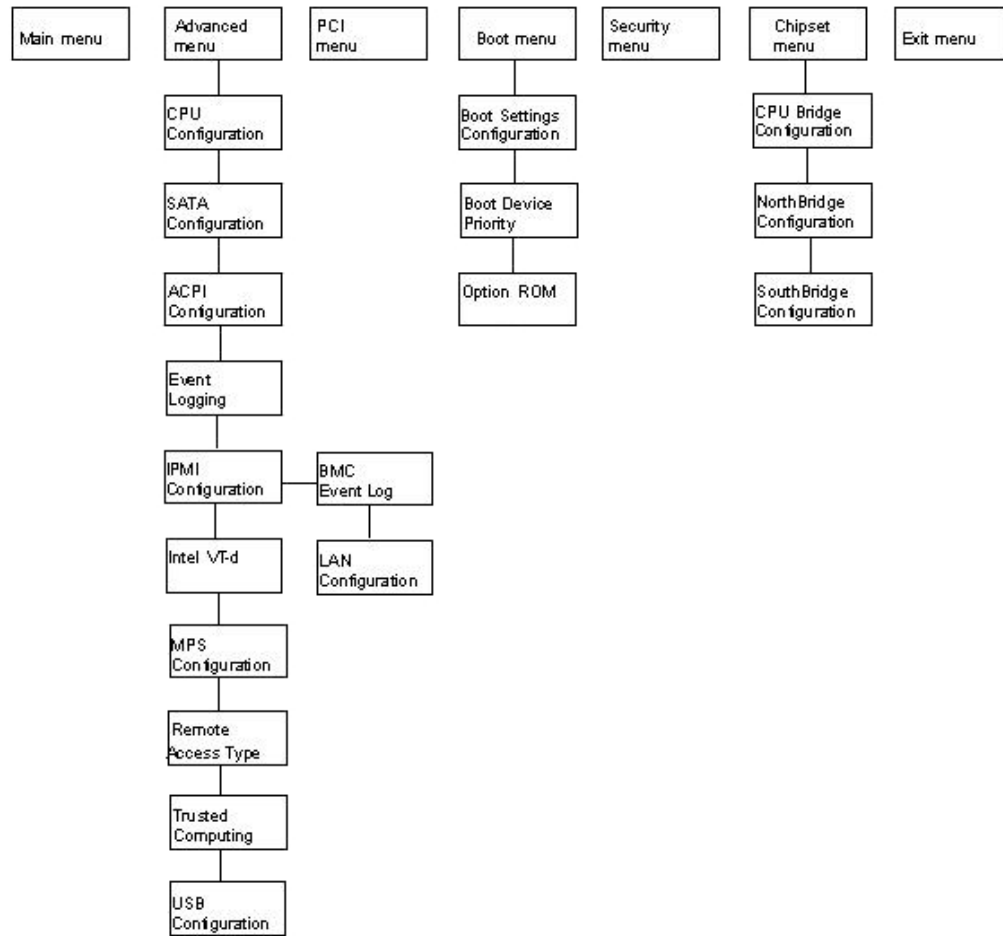 Main menu
Advanced
menu
PCI
menu
Boot menu
Security
menu
Chipset
menu
Exit menu
CPU
Configuration
SATA
Configuration
ACPI
Configuration
Event
Logging
IPMI
Configuration
BMC
Event Log
LAN
Configuration
Intel VT-d
MPS
Configuration
Remote
Access Type
Trusted
Computing
USB
Configuration
Boot Settings
Configuration
Boot Device
Priority
Option ROM
CPU Bridge
Configuration
NorthBridge
Configuration
SouthBridge
Configuration